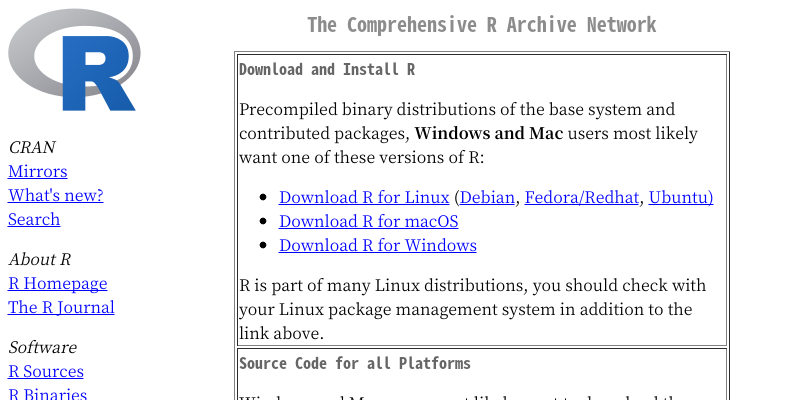 R
CRAN
Mirrors
What's new?
Search
About R
R Homepage
The R Journal
Software
R Sources
R Binaries
The Comprehensive R Archive Network
Download and Install R
Precompiled binary distributions of the base system and
contributed packages, Windows and Mac users most likely
want one of these versions of R:
Download R for Linux (Debian, Fedora/Redhat, Ubuntu)
Download R for macOS
Download R for Windows
R is part of many Linux distributions, you should check with
your Linux package management system in addition to the
link above.
Source Code for all Platforms